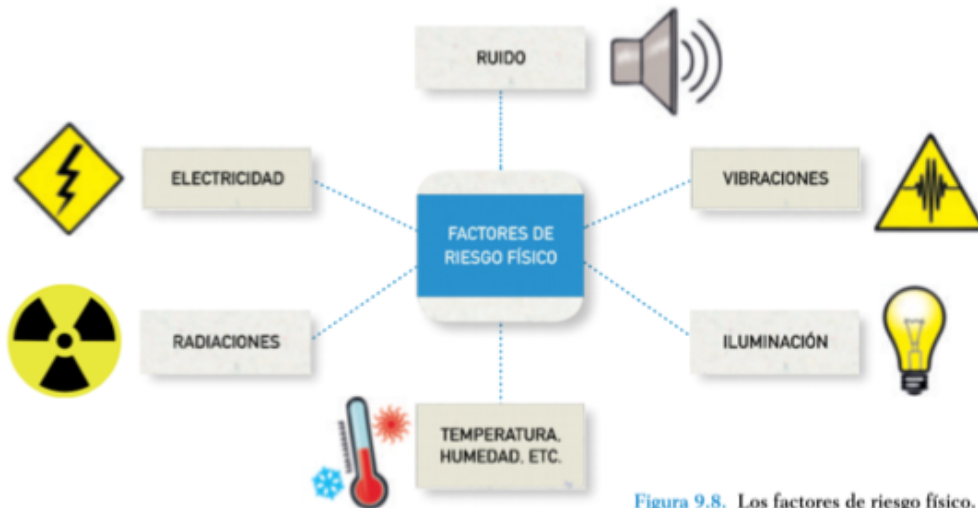 RUIDO
ELECTRICIDAD
VIBRACIONES
FACTORES DE
RIESGO FÍSICO
RADIACIONES
ILUMINACIÓN
TEMPERATURA,
HUMEDAD, ETC.
Figura 9.8. Los factores de riesgo físico.